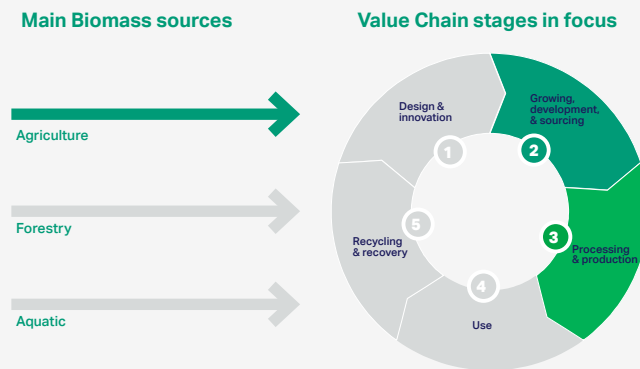 Main Biomass sources
Value Chain stages in focus
Agriculture
Forestry
Aquatic
Design &
innovation
1
Growing,
development,
& sourcing
2
3
Processing
& production
4
Use
5
Recycling
& recovery